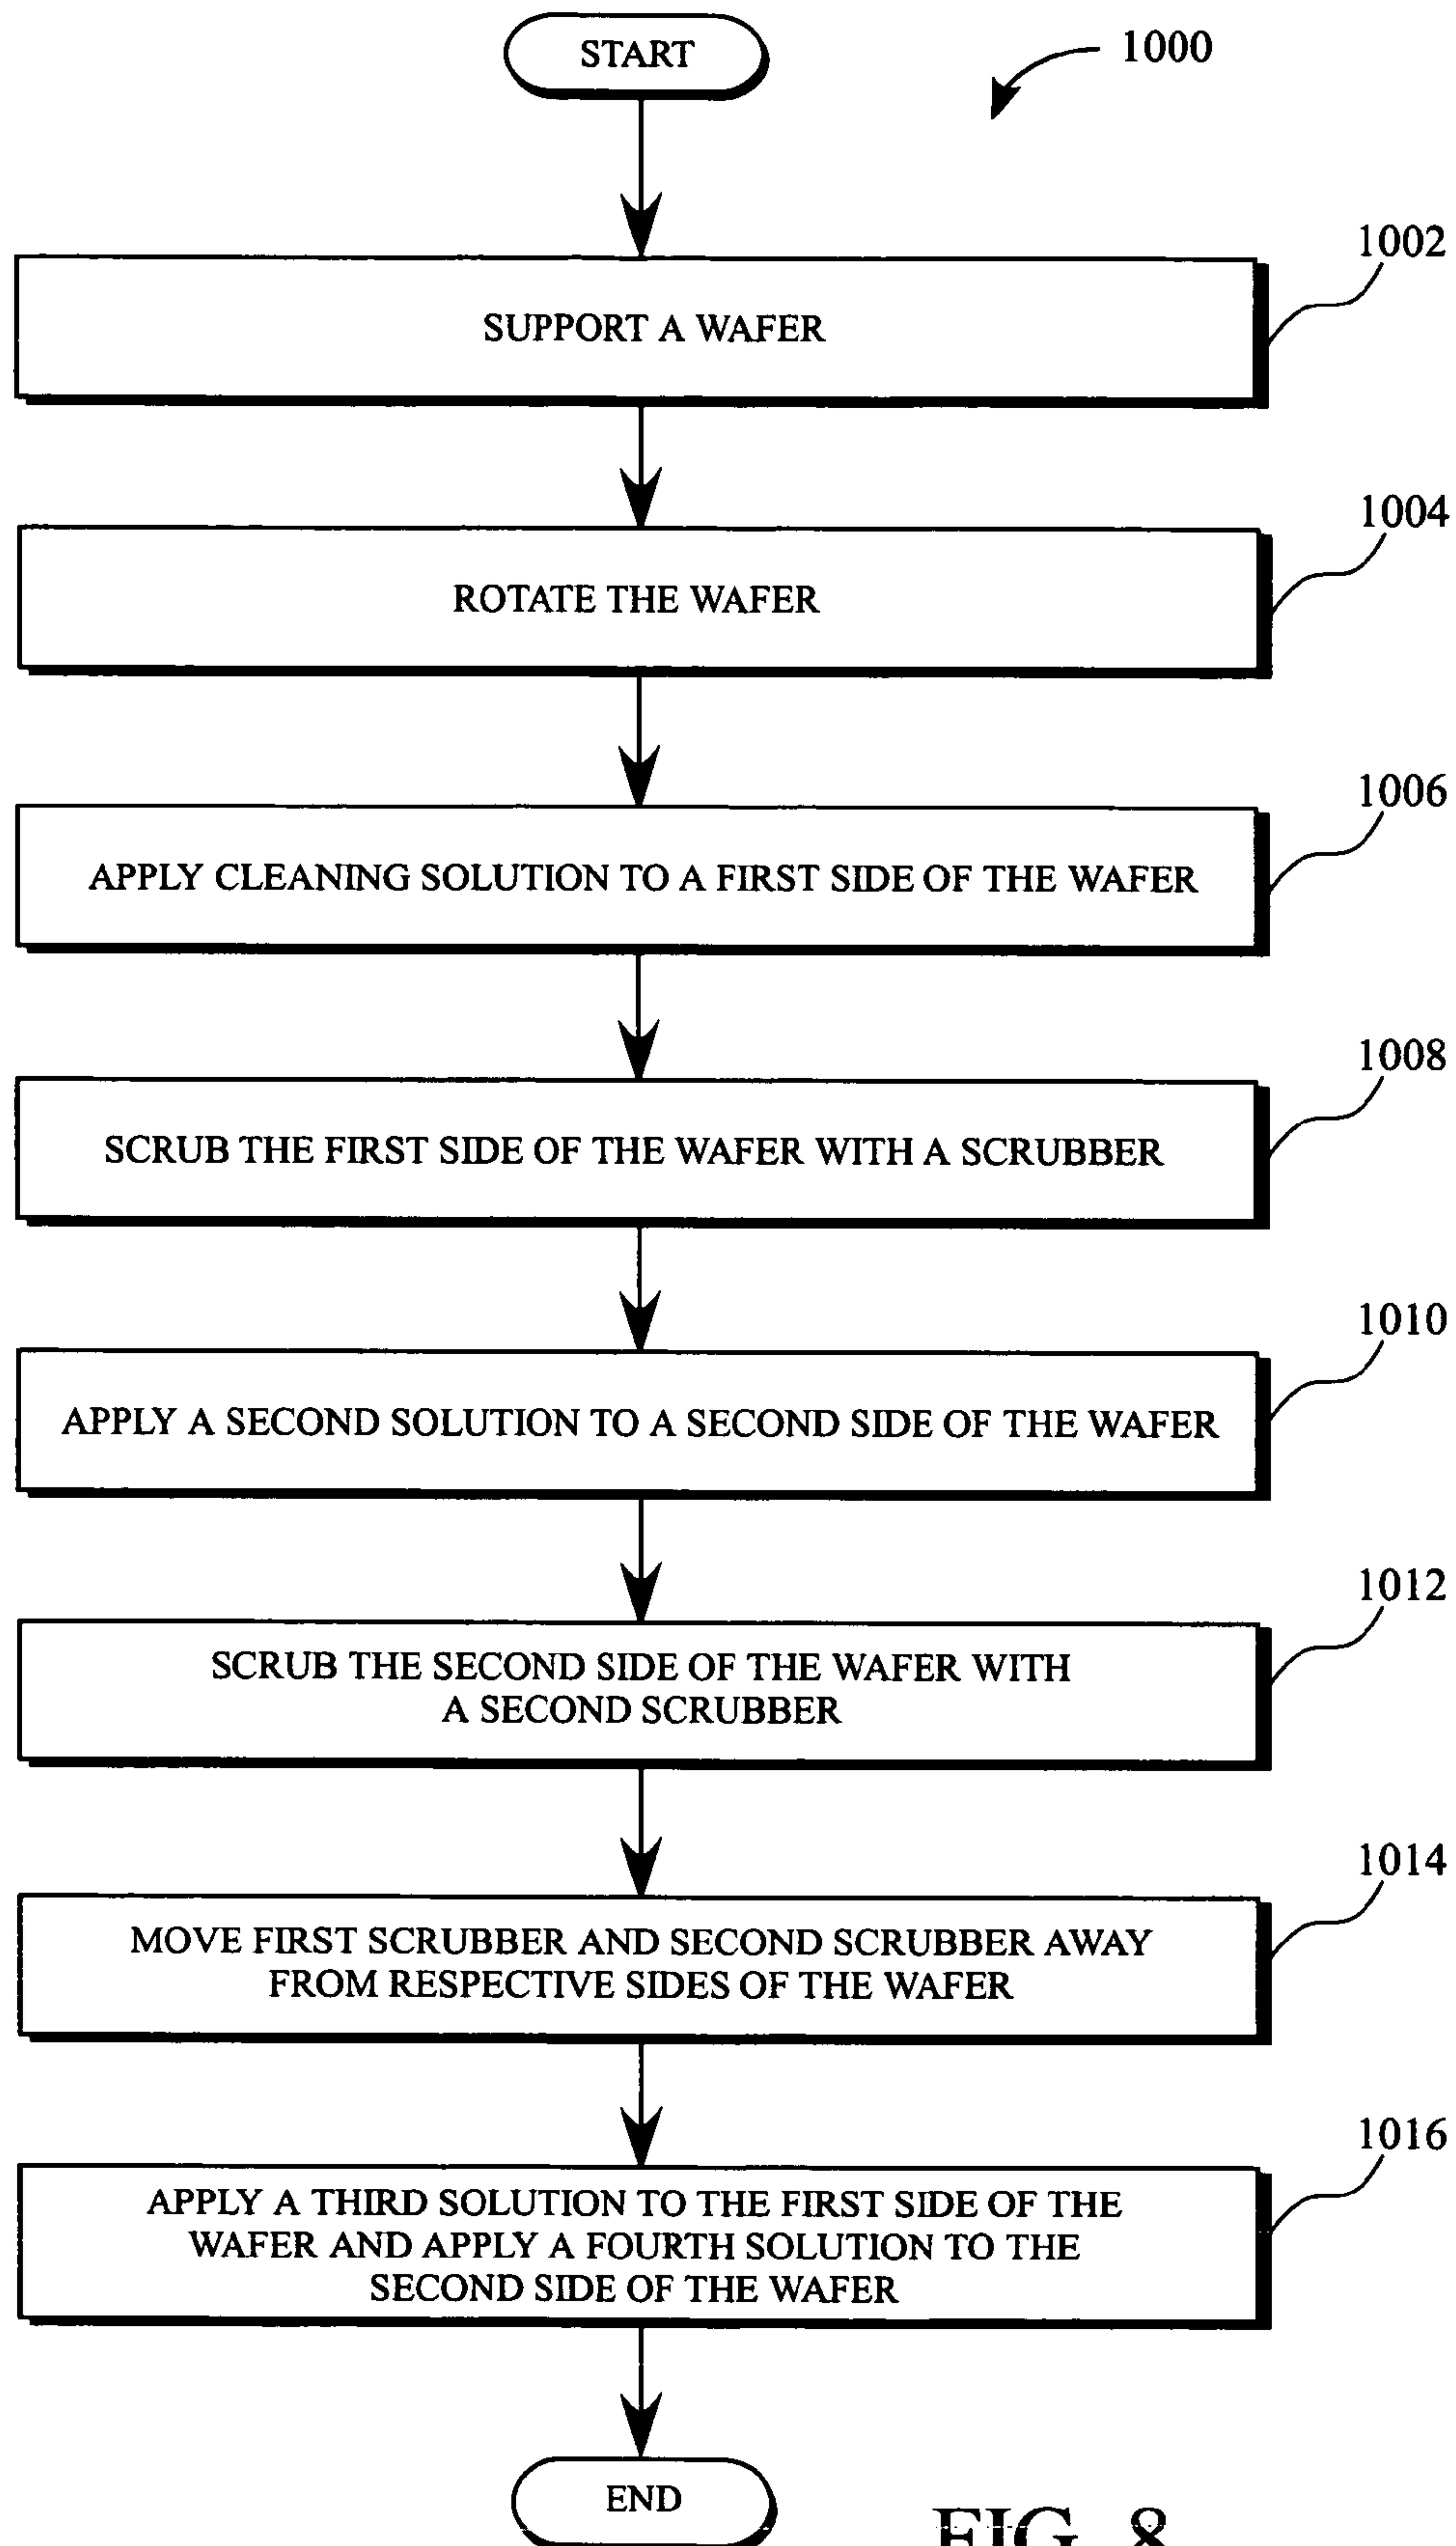 START
1000
1002
SUPPORT A WAFER
1004
ROTATE THE WAFER
1006
APPLY CLEANING SOLUTION TO A FIRST SIDE OF THE WAFER
1008
SCRUB THE FIRST SIDE OF THE WAFER WITH A SCRUBBER
1010
APPLY A SECOND SOLUTION TO A SECOND SIDE OF THE WAFER
1012
SCRUB THE SECOND SIDE OF THE WAFER WITH
A SECOND SCRUBBER
1014
MOVE FIRST SCRUBBER AND SECOND SCRUBBER AWAY
FROM RESPECTIVE SIDES OF THE WAFER
1016
APPLY A THIRD SOLUTION TO THE FIRST SIDE OF THE
WAFER AND APPLY A FOURTH SOLUTION TO THE
SECOND SIDE OF THE WAFER
END
FIG. 8